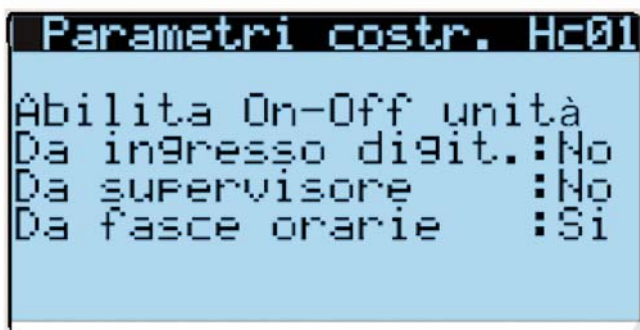 Parametri costr. Hc01
Abilita On-Off unità
Da ingresso digit.:No
Da supervisore :No
Da fasce orarie :Si